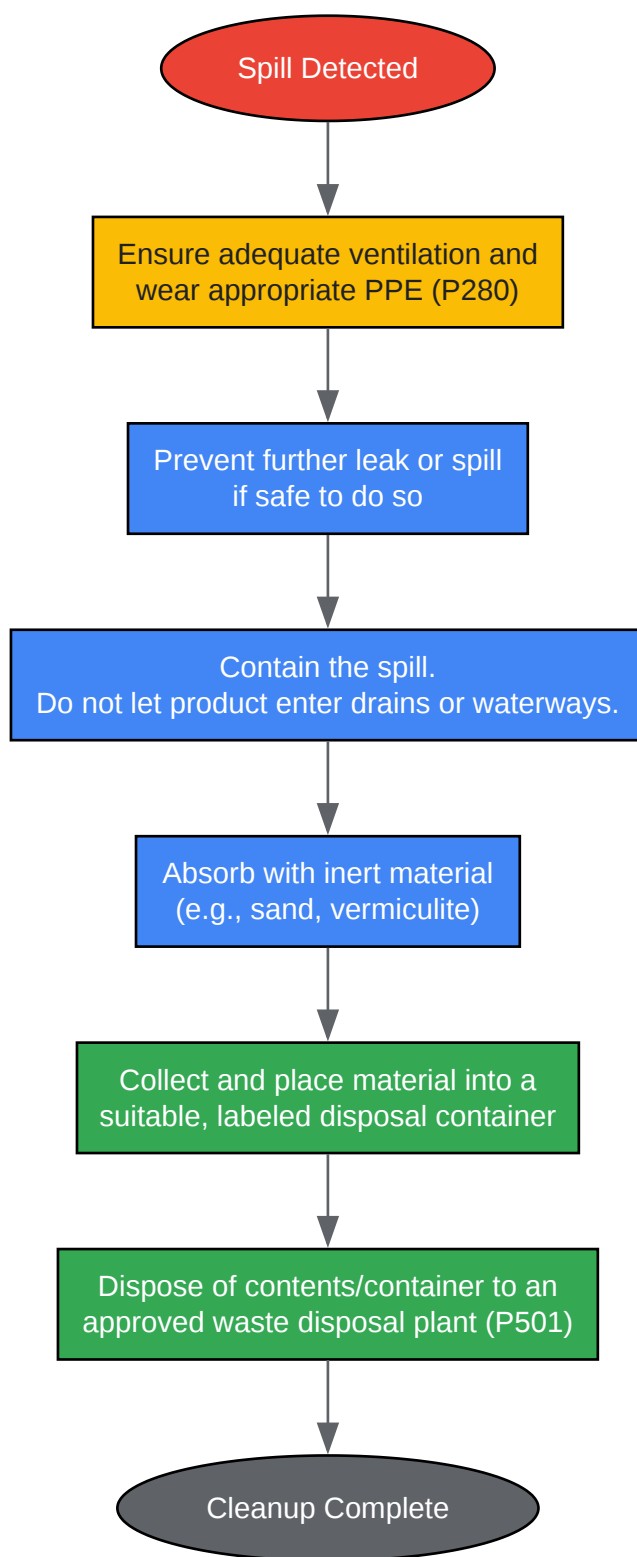 Spill Detected
Ensure adequate ventilation and
wear appropriate PPE (P280)
Prevent further leak or spill
if safe to do so
Contain the spill.
Do not let product enter drains or waterways.
Absorb with inert material
(e.g., sand, vermiculite)
Collect and place material into a
suitable, labeled disposal container
Dispose of contents/container to an
approved waste disposal plant (P501)
Cleanup Complete